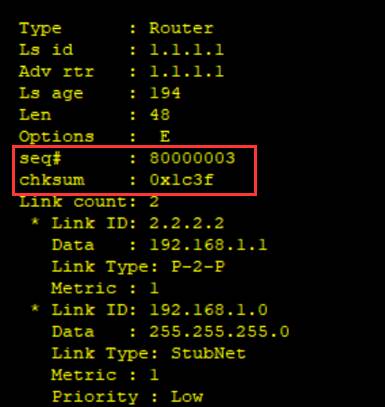 Type      : Router
Ls id     : 1.1.1.1
Adv rtr   : 1.1.1.1
Ls age    : 194
Len       : 48
Options   :  E
seq#      : 80000003
chksum    : 0x1c3f
Link count: 2
 * Link ID: 2.2.2.2
   Data   : 192.168.1.1
   Link Type: P-2-P
   Metric : 1
 * Link ID: 192.168.1.0
   Data   : 255.255.255.0
   Link Type: StubNet
   Metric : 1
   Priority : Low